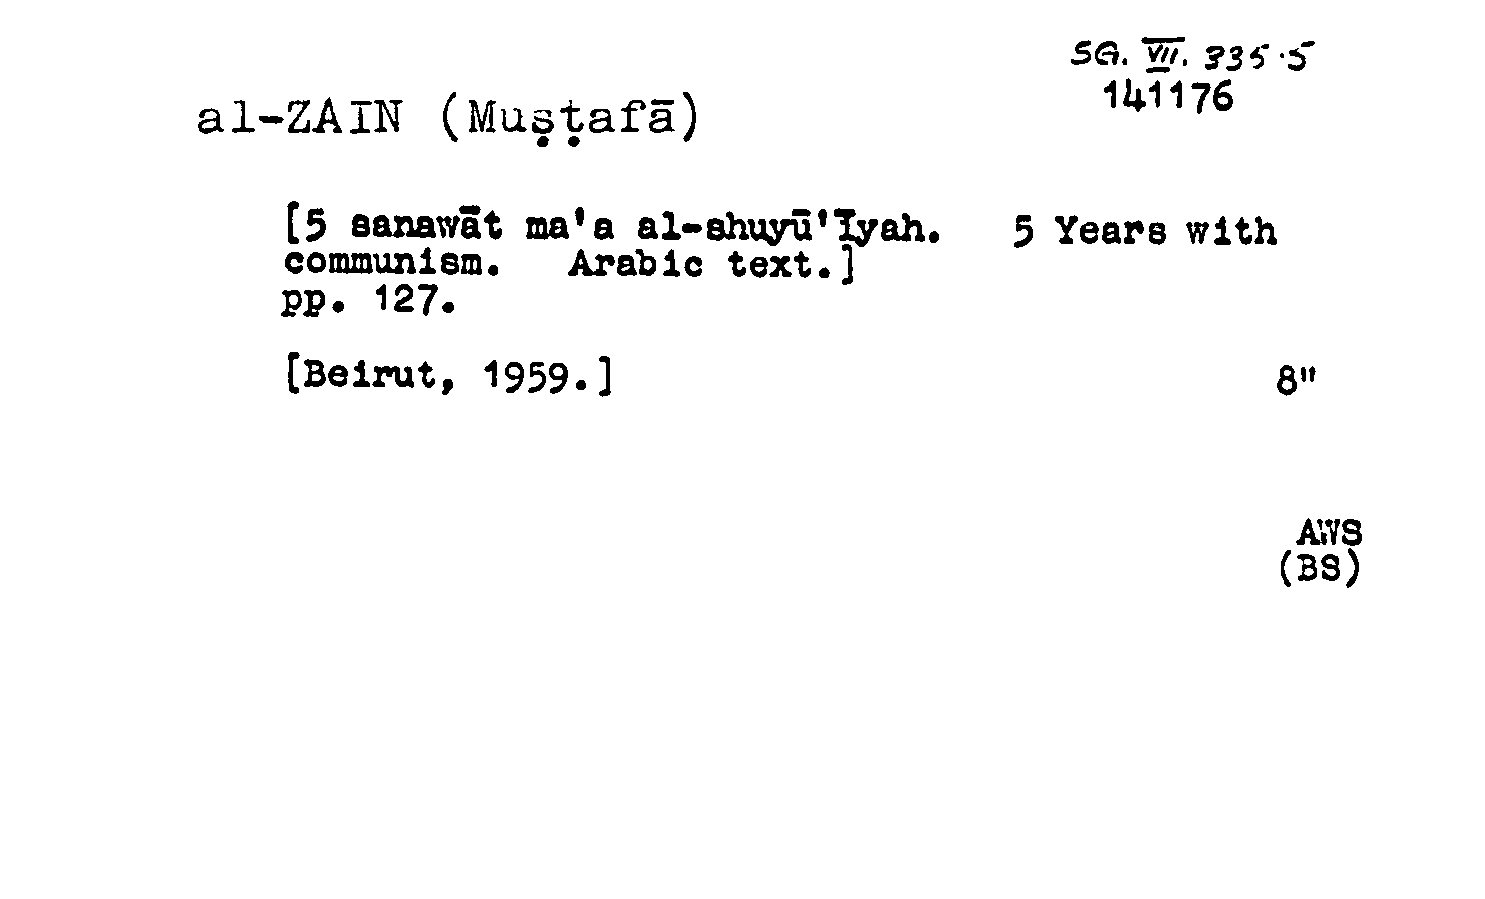 SG. VII. 335.5
141176
al-ZAIN (Muṣṭafā)
[5 sanawāt ma'a al-shuyū'īyah. 5 Years with
communism. Arabic text.]
pp. 127.
[Beirut, 1959.] 8"
AWS
(BS)